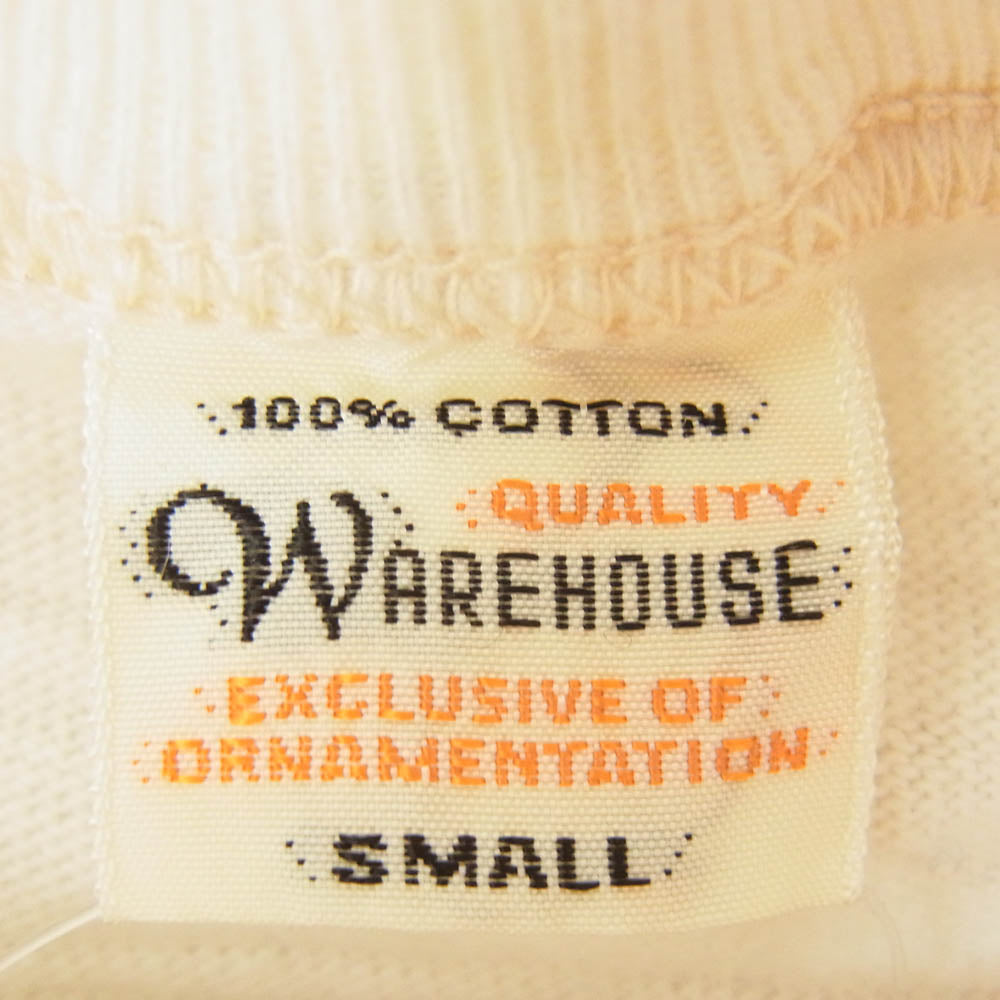 100% COTTON
QUALITY
WAREHOUSE
EXCLUSIVE OF
ORNAMENTATION
SMALL